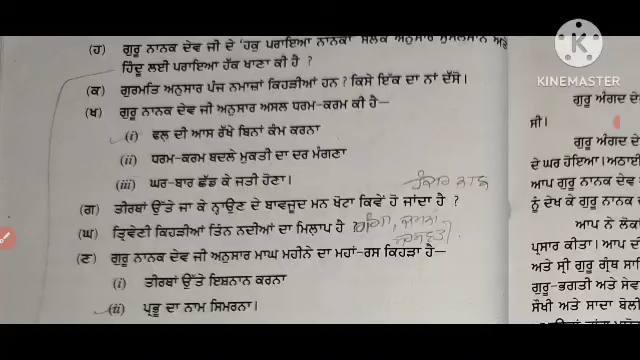 (ਹ) ਗੁਰੂ ਨਾਨਕ ਦੇਵ ਜੀ ਦੇ 'ਹਕੁ ਪਰਾਇਆ ਨਾਨਕਾ' ਸਲੋਕ ਅਨੁਸਾਰ ਮੁਸਲਮਾਨ ਅਤੇ
ਹਿੰਦੂ ਲਈ ਪਰਾਇਆ ਹੱਕ ਖਾਣਾ ਕੀ ਹੈ ?
(ਕ) ਗੁਰਮਤਿ ਅਨੁਸਾਰ ਪੰਜ ਨਮਾਜ਼ਾਂ ਕਿਹੜੀਆਂ ਹਨ ? ਕਿਸੇ ਇੱਕ ਦਾ ਨਾਂ ਦੱਸੋ।
(ਖ) ਗੁਰੂ ਨਾਨਕ ਦੇਵ ਜੀ ਅਨੁਸਾਰ ਅਸਲ ਧਰਮ-ਕਰਮ ਕੀ ਹੈ—
(i) ਫਲ ਦੀ ਆਸ ਰੱਖੇ ਬਿਨਾਂ ਕੰਮ ਕਰਨਾ
(ii) ਧਰਮ-ਕਰਮ ਬਦਲੇ ਮੁਕਤੀ ਦਾ ਦਰ ਮੰਗਣਾ
(iii) ਘਰ-ਬਾਰ ਛੱਡ ਕੇ ਜਤੀ ਹੋਣਾ।
(ਗ) ਤੀਰਥਾਂ ਉੱਤੇ ਜਾ ਕੇ ਨ੍ਹਾਉਣ ਦੇ ਬਾਵਜੂਦ ਮਨ ਖੋਟਾ ਕਿਵੇਂ ਹੋ ਜਾਂਦਾ ਹੈ ?
(ਘ) ਤ੍ਰਿਵੇਣੀ ਕਿਹੜੀਆਂ ਤਿੰਨ ਨਦੀਆਂ ਦਾ ਮਿਲਾਪ ਹੈ
(ਙ) ਗੁਰੂ ਨਾਨਕ ਦੇਵ ਜੀ ਅਨੁਸਾਰ ਮਾਘ ਮਹੀਨੇ ਦਾ ਮਹਾਂ-ਰਸ ਕਿਹੜਾ ਹੈ—
(i) ਤੀਰਥਾਂ ਉੱਤੇ ਇਸ਼ਨਾਨ ਕਰਨਾ
(ii) ਪ੍ਰਭੂ ਦਾ ਨਾਮ ਸਿਮਰਨਾ।
KINEMASTER
ਗੁਰੂ ਅੰਗਦ ਦੇ
ਸੀ।
ਗੁਰੂ ਅੰਗਦ ਦੇ
ਦੇ ਘਰ ਹੋਇਆ। ਅਠਾਈ
ਆਪ ਗੁਰੂ ਨਾਨਕ ਦੇਵ
ਨੂੰ ਦੇਖ ਕੇ ਗੁਰੂ ਨਾਨਕ
ਆਪ ਨੇ ਲੋਕਾਂ
ਪ੍ਰਸਾਰ ਕੀਤਾ। ਆਪ ਦੀ
ਅਤੇ ਸ੍ਰੀ ਗੁਰੂ ਗ੍ਰੰਥ ਸਾ
ਗੁਰੂ-ਭਗਤੀ ਅਤੇ ਸੇਵ
ਸੌਖੀ ਅਤੇ ਸਾਦਾ ਬੋਲੀ